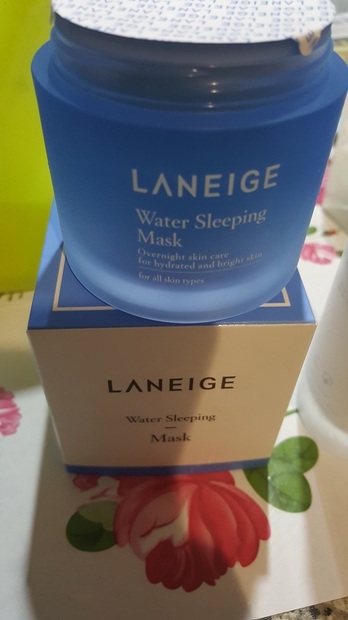 LANEIGE
Water Sleeping
Mask
Overnight skin care
for hydrated and bright skin
for all skin types
LANEIGE
Water Sleeping
Mask